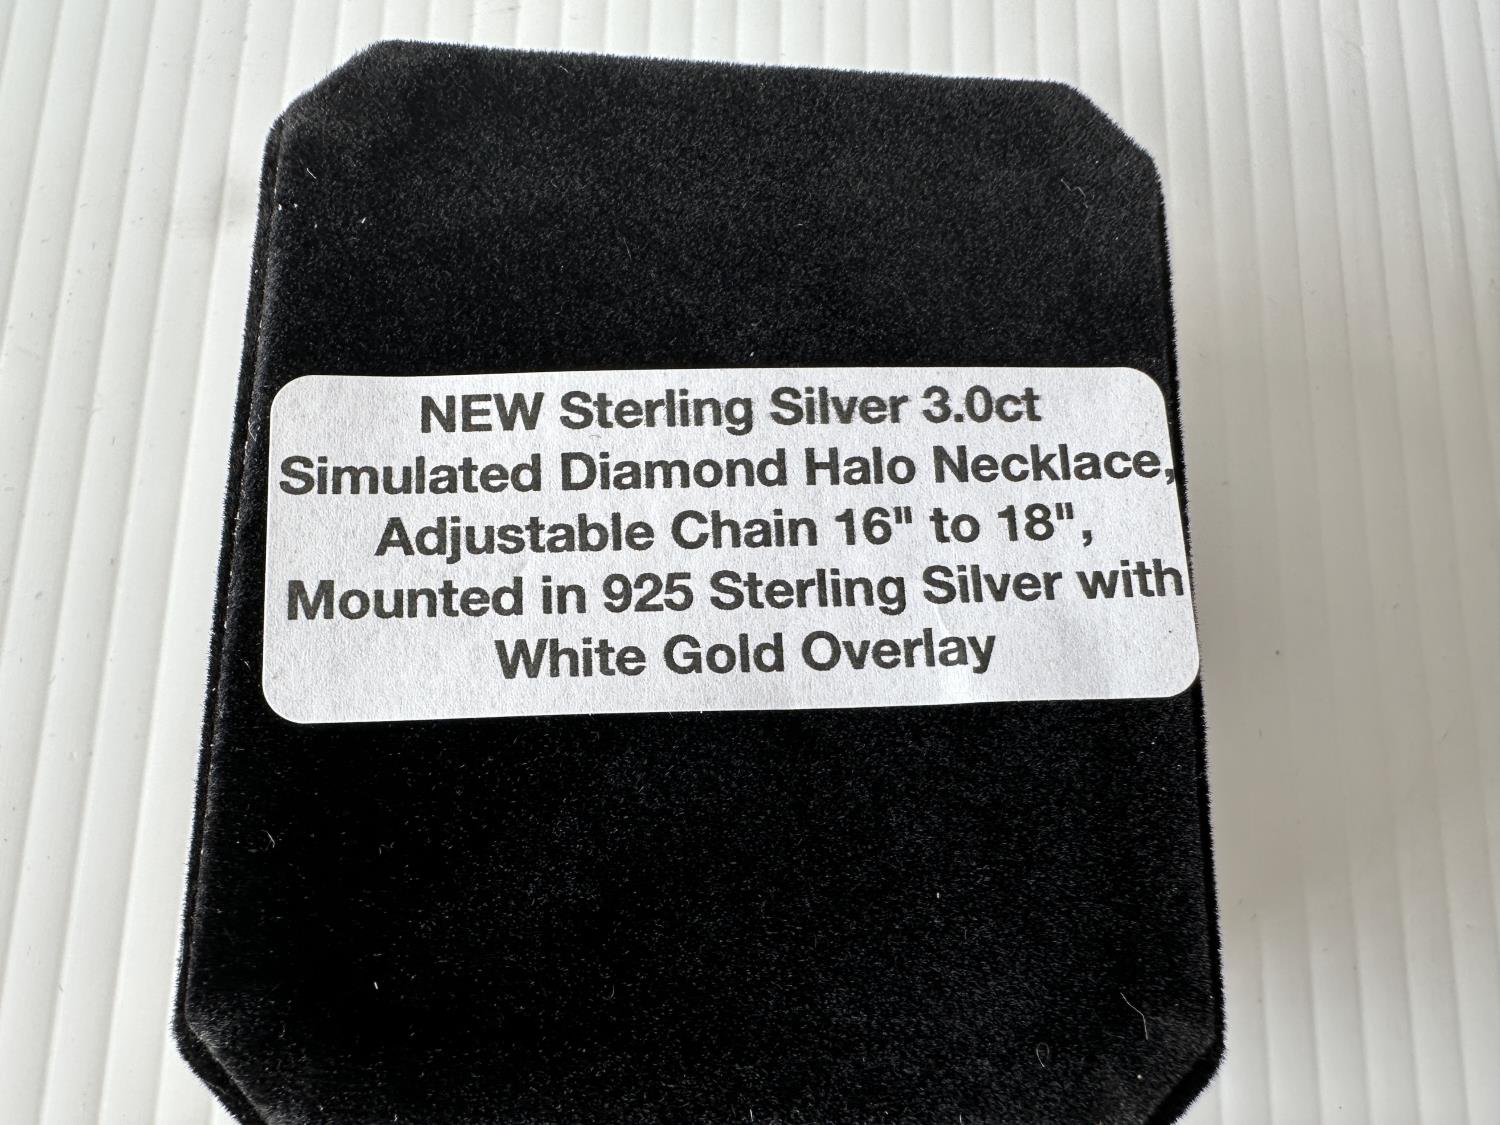 NEW Sterling Silver 3.0ct
Simulated Diamond Halo Necklace,
Adjustable Chain 16" to 18",
Mounted in 925 Sterling Silver with
White Gold Overlay